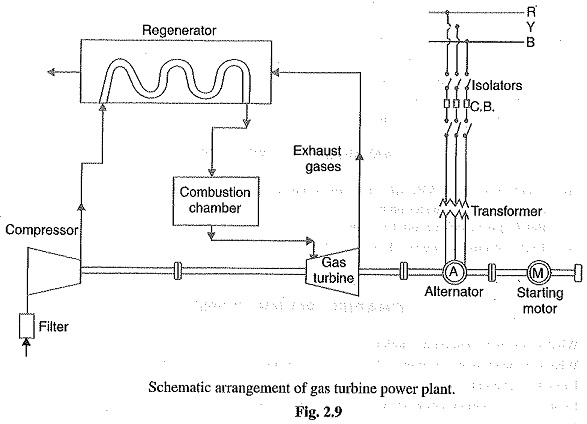 Regenerator
R
Y
B
Isolators
C.B.
Exhaust
gases
Combustion
chamber
Transformer
Compressor
Gas
turbine
A
M
Alternator
Starting
motor
Filter
Schematic arrangement of gas turbine power plant.
Fig. 2.9